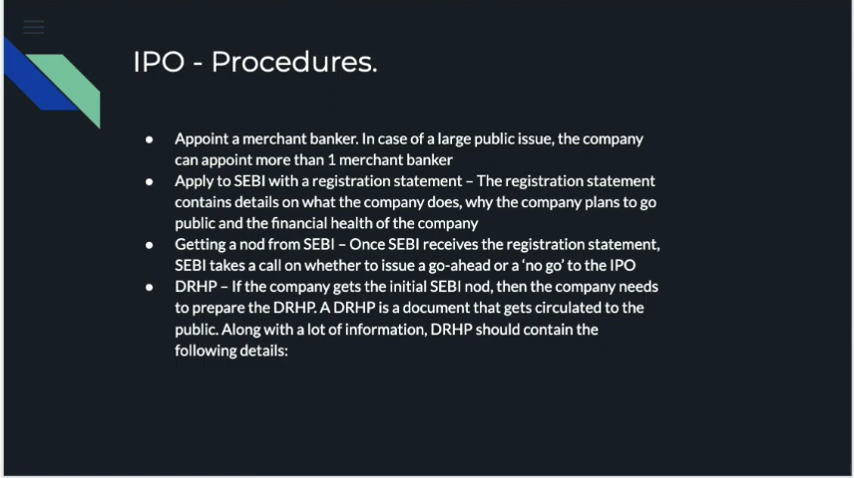 IPO - Procedures.
● Appoint a merchant banker. In case of a large public issue, the company
can appoint more than 1 merchant banker
● Apply to SEBI with a registration statement – The registration statement
contains details on what the company does, why the company plans to go
public and the financial health of the company
● Getting a nod from SEBI – Once SEBI receives the registration statement,
SEBI takes a call on whether to issue a go-ahead or a ‘no go’ to the IPO
● DRHP – If the company gets the initial SEBI nod, then the company needs
to prepare the DRHP. A DRHP is a document that gets circulated to the
public. Along with a lot of information, DRHP should contain the
following details: